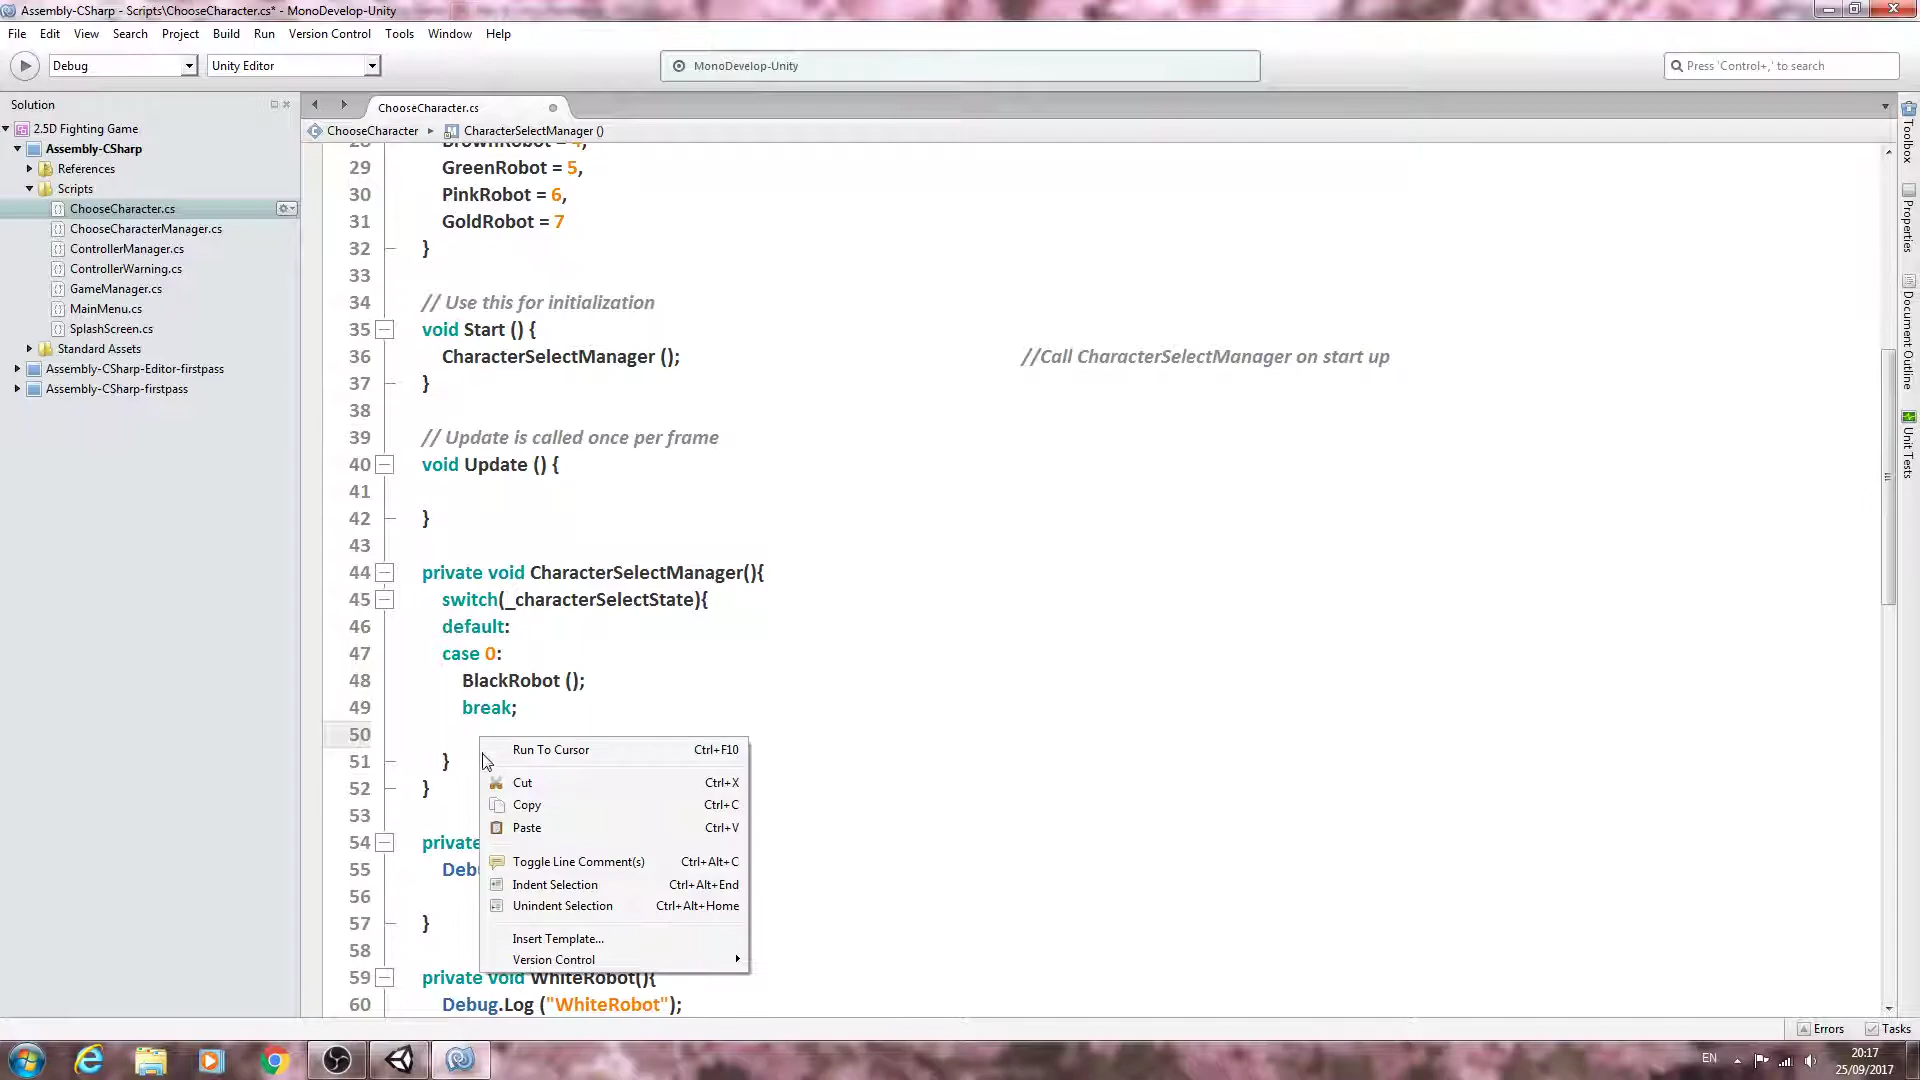 Assembly-CSharp - Scripts\ChooseCharacter.cs* - MonoDevelop-Unity
File Edit View Search Project Build Run Version Control Tools Window Help
Debug Unity Editor MonoDevelop-Unity Press 'Control+,' to search
Solution
2.5D Fighting Game
Assembly-CSharp
References
Scripts
ChooseCharacter.cs
ChooseCharacterManager.cs
ControllerManager.cs
ControllerWarning.cs
GameManager.cs
MainMenu.cs
SplashScreen.cs
Standard Assets
Assembly-CSharp-Editor-firstpass
Assembly-CSharp-firstpass
ChooseCharacter.cs
ChooseCharacter CharacterSelectManager ()
28 BrownRobot = 4,
29 GreenRobot = 5,
30 PinkRobot = 6,
31 GoldRobot = 7
32 }
33
34 // Use this for initialization
35 void Start () {
36 CharacterSelectManager (); //Call CharacterSelectManager on start up
37 }
38
39 // Update is called once per frame
40 void Update () {
41
42 }
43
44 private void CharacterSelectManager(){
45 switch(_characterSelectState){
46 default:
47 case 0:
48 BlackRobot ();
49 break;
50
51 }
52 }
53
54 private
55 Debu
56
57 }
58
59 private void WhiteRobot(){
60 Debug.Log ("WhiteRobot");
Run To Cursor Ctrl+F10
Cut Ctrl+X
Copy Ctrl+C
Paste Ctrl+V
Toggle Line Comment(s) Ctrl+Alt+C
Indent Selection Ctrl+Alt+End
Unindent Selection Ctrl+Alt+Home
Insert Template...
Version Control
Toolbox
Properties
Document Outline
Unit Tests
Errors Tasks
EN
20:17
25/09/2017